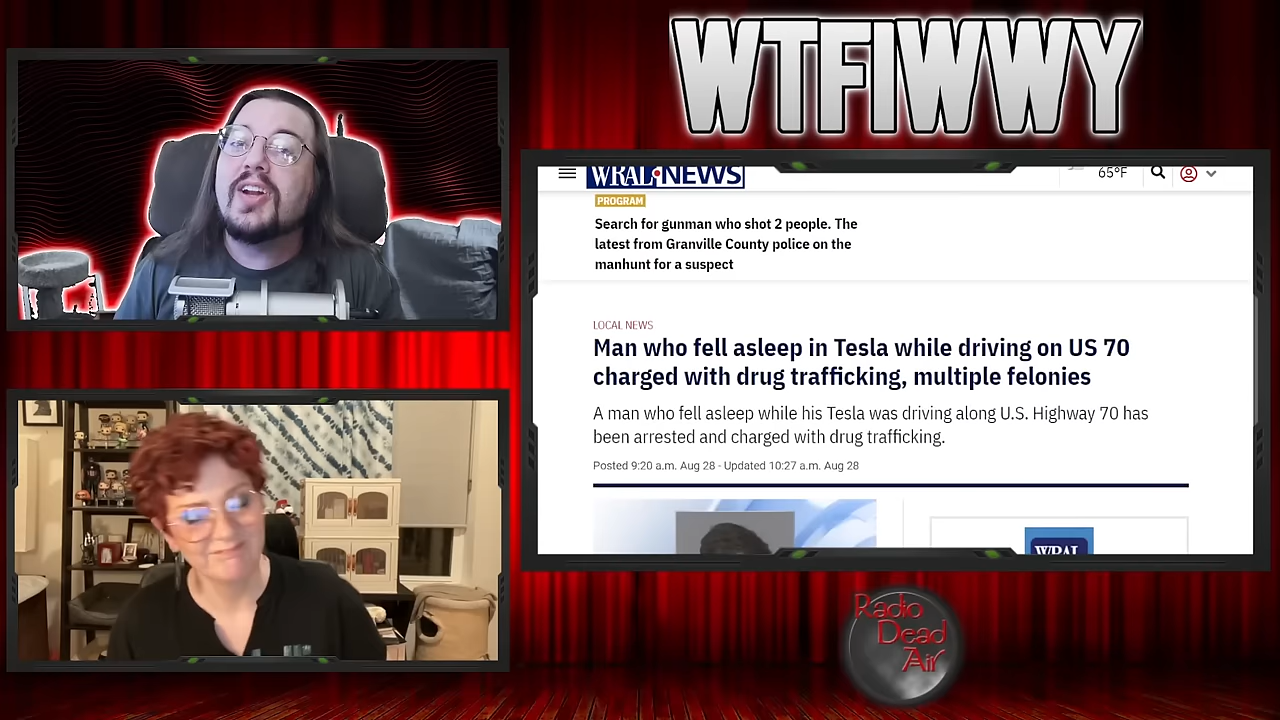 WTFIWWY
WRAL NEWS
65°F
PROGRAM
Search for gunman who shot 2 people. The
latest from Granville County police on the
manhunt for a suspect
LOCAL NEWS
Man who fell asleep in Tesla while driving on US 70
charged with drug trafficking, multiple felonies
A man who fell asleep while his Tesla was driving along U.S. Highway 70 has
been arrested and charged with drug trafficking.
Posted 9:20 a.m. Aug 28 - Updated 10:27 a.m. Aug 28
WRAL
Radio
Dead
Air